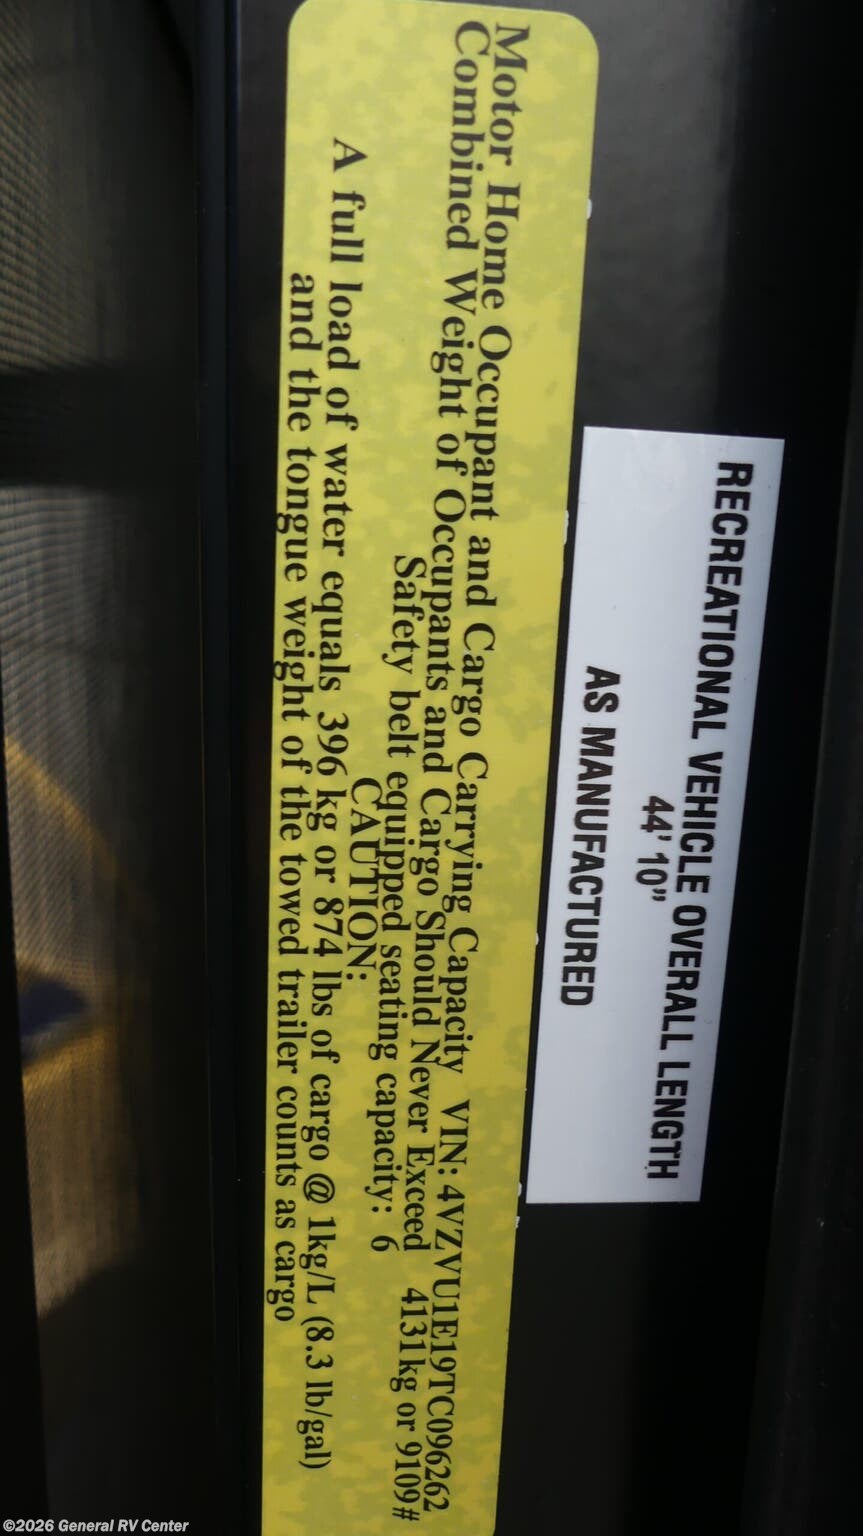 RECREATIONAL VEHICLE OVERALL LENGTH
44' 10"
AS MANUFACTURED
Motor Home Occupant and Cargo Carrying Capacity VIN: 4VZVU1E19TC096262
Combined Weight of Occupants and Cargo Should Never Exceed 4131kg or 9109#
Safety belt equipped seating capacity: 6
CAUTION:
A full load of water equals 396 kg or 874 lbs of cargo @ 1kg/L (8.3 lb/gal)
and the tongue weight of the towed trailer counts as cargo
©2026 General RV Center